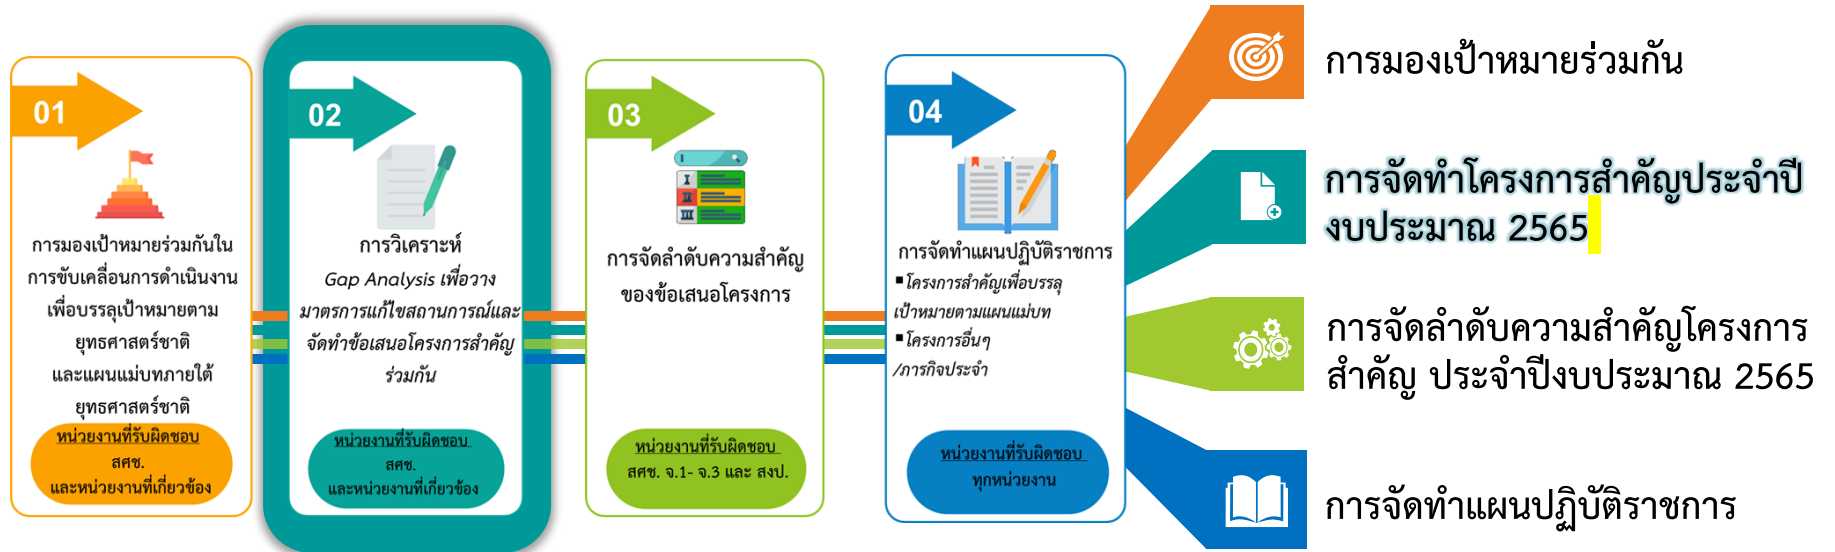 01
การมองเป้าหมายร่วมกันใน
การขับเคลื่อนการดำเนินงาน
เพื่อบรรลุเป้าหมายตาม
ยุทธศาสตร์ชาติ
และแผนแม่บทภายใต้
ยุทธศาสตร์ชาติ
หน่วยงานที่รับผิดชอบ
สศช.
และหน่วยงานที่เกี่ยวข้อง
02
การวิเคราะห์
Gap Analysis เพื่อวาง
มาตรการแก้ไขสถานการณ์และ
จัดทำข้อเสนอโครงการสำคัญ
ร่วมกัน
หน่วยงานที่รับผิดชอบ
สศช.
และหน่วยงานที่เกี่ยวข้อง
03
I
I
II
III
การจัดลำดับความสำคัญ
ของข้อเสนอโครงการ
หน่วยงานที่รับผิดชอบ
สศช. จ.1- จ.3 และ สงป.
04
การจัดทำแผนปฏิบัติราชการ
▪โครงการสำคัญเพื่อบรรลุ
เป้าหมายตามแผนแม่บท
▪โครงการอื่นๆ
/ภารกิจประจำ
หน่วยงานที่รับผิดชอบ
ทุกหน่วยงาน
การมองเป้าหมายร่วมกัน
การจัดทำโครงการสำคัญประจำปี
งบประมาณ 2565
การจัดลำดับความสำคัญโครงการ
สำคัญ ประจำปีงบประมาณ 2565
การจัดทำแผนปฏิบัติราชการ